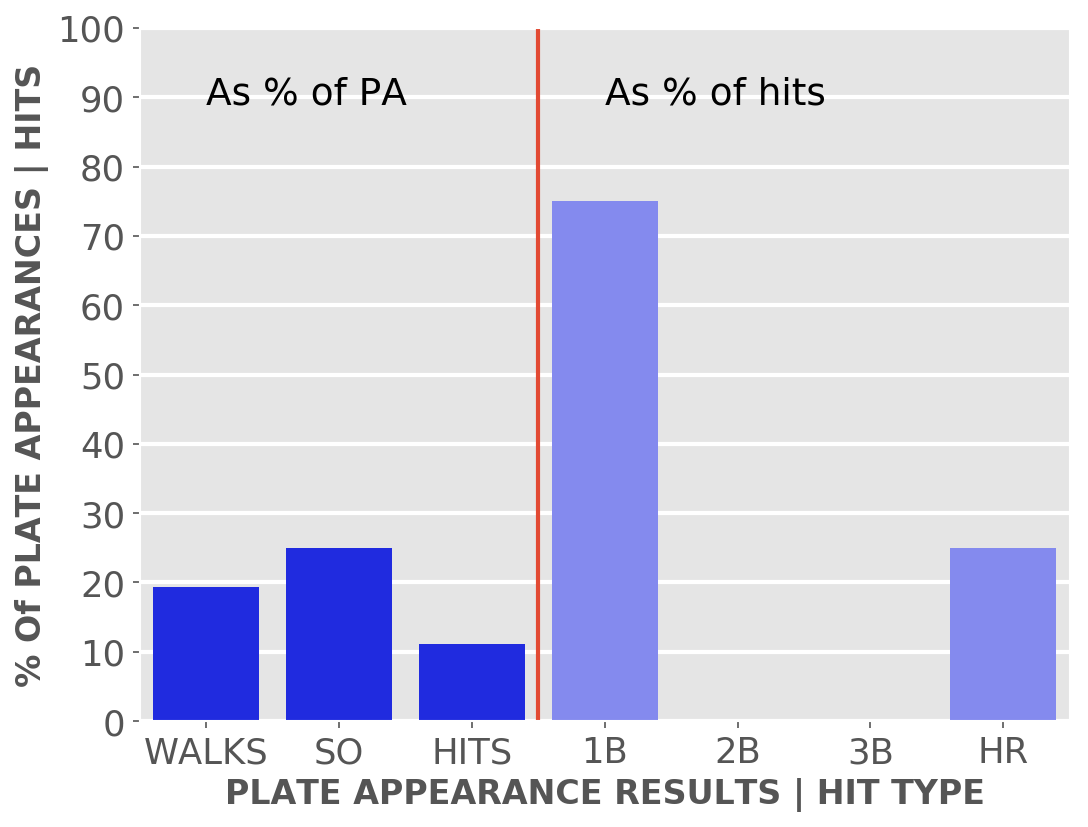 100
90
80
70
60
50
40
30
20
10
0
% Of PLATE APPEARANCES | HITS
As % of PA
As % of hits
WALKS SO HITS 1B 2B 3B HR
PLATE APPEARANCE RESULTS | HIT TYPE